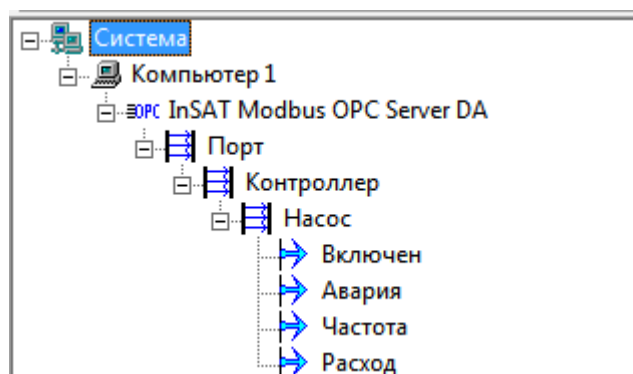 Система
Компьютер 1
OPC InSAT Modbus OPC Server DA
Порт
Контроллер
Насос
Включен
Авария
Частота
Расход